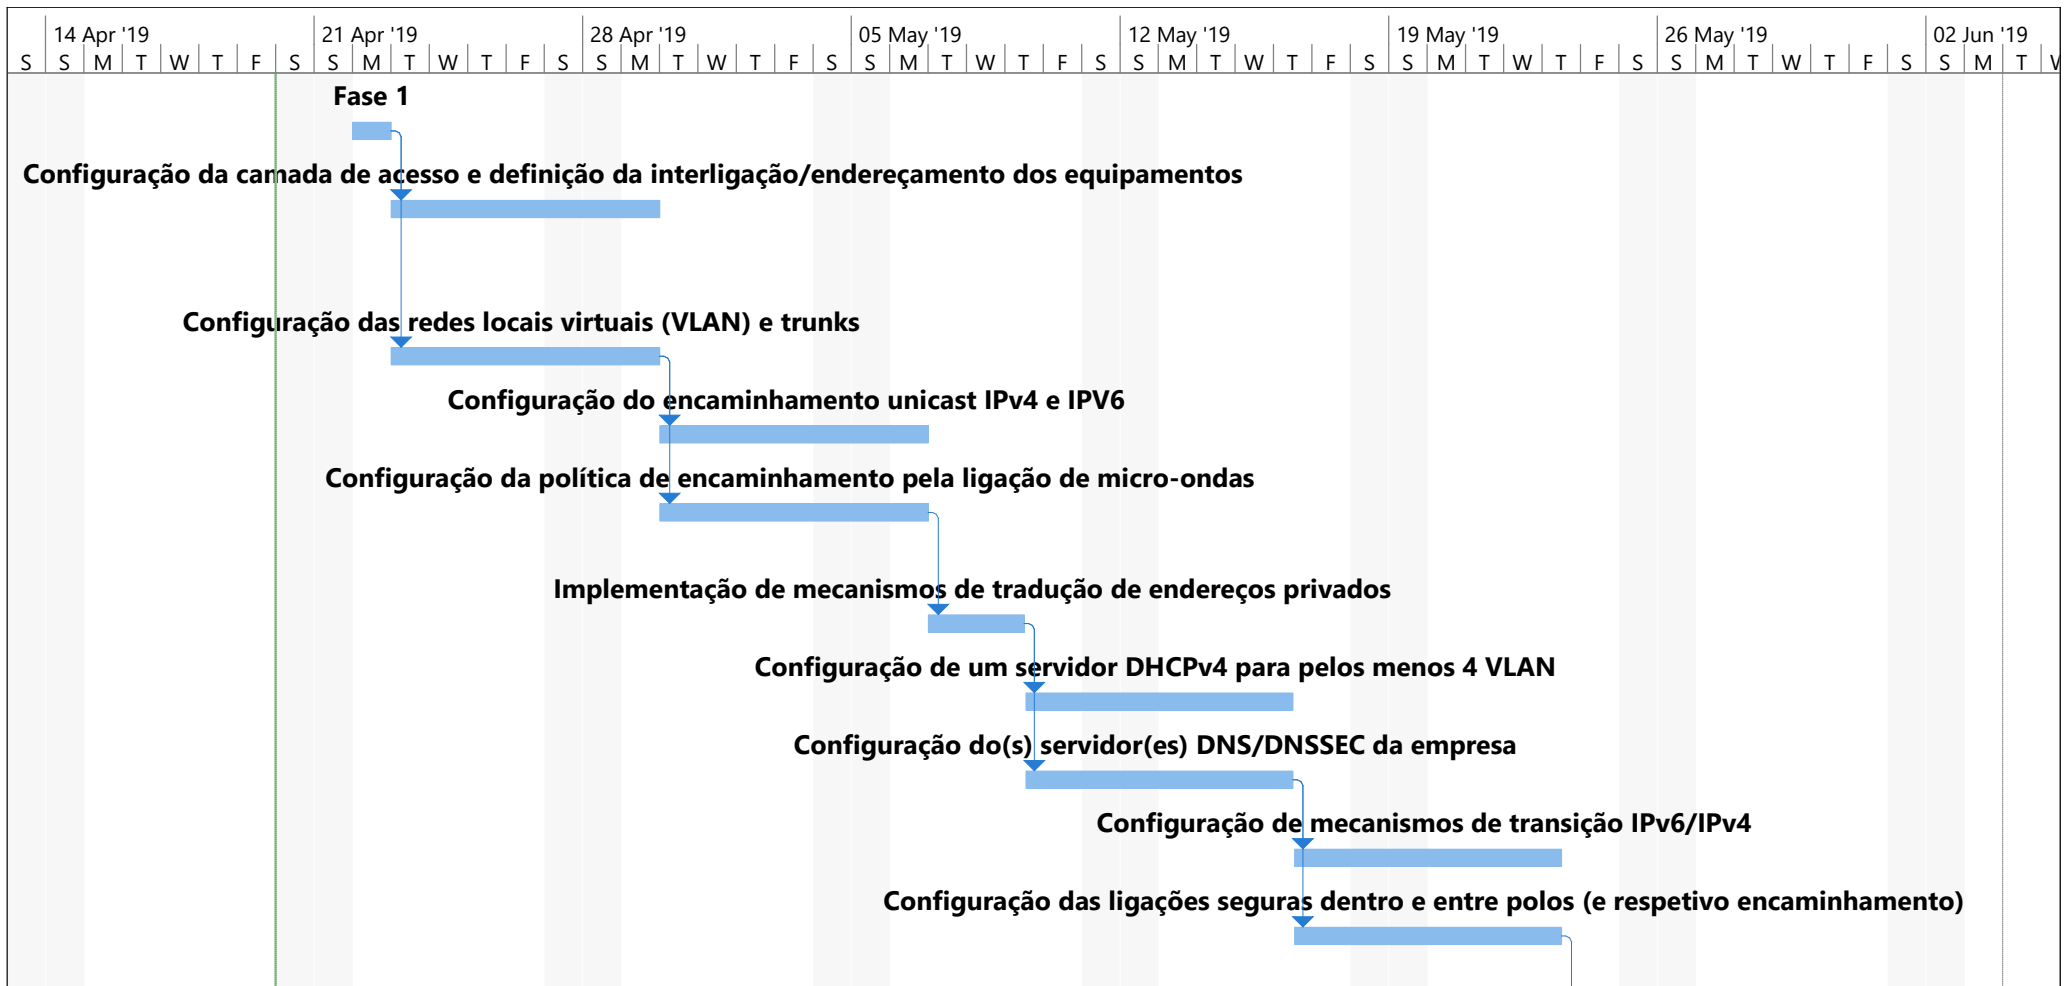 14 Apr '19 21 Apr '19 28 Apr '19 05 May '19 12 May '19 19 May '19 26 May '19 02 Jun '19
S S M T W T F S S M T W T F S S M T W T F S S M T W T F S S M T W T F S S M T W T F S S M T W T F S S M T W
Fase 1
Configuração da camada de acesso e definição da interligação/endereçamento dos equipamentos
Configuração das redes locais virtuais (VLAN) e trunks
Configuração do encaminhamento unicast IPv4 e IPV6
Configuração da política de encaminhamento pela ligação de micro-ondas
Implementação de mecanismos de tradução de endereços privados
Configuração de um servidor DHCPv4 para pelos menos 4 VLAN
Configuração do(s) servidor(es) DNS/DNSSEC da empresa
Configuração de mecanismos de transição IPv6/IPv4
Configuração das ligações seguras dentro e entre polos (e respetivo encaminhamento)